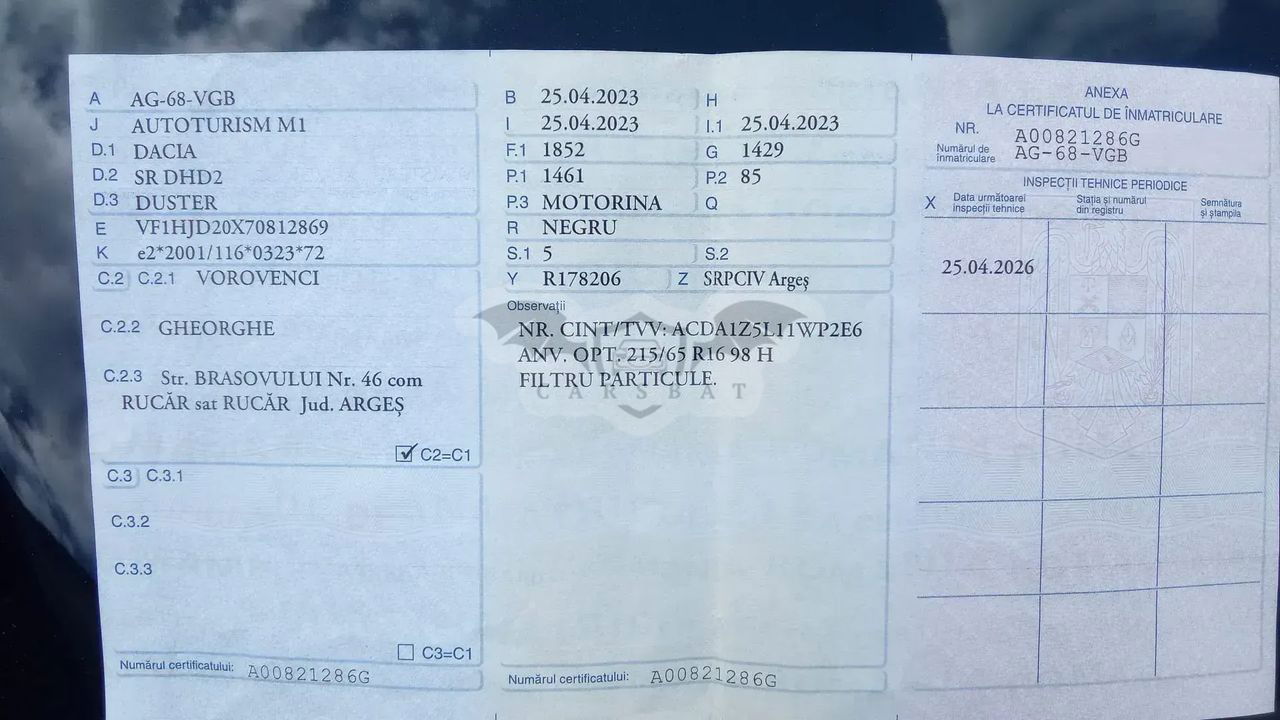 A AG-68-VGB
J AUTOTURISM M1
D.1 DACIA
D.2 SR DHD2
D.3 DUSTER
E VF1HJD20X70812869
K e2*2001/116*0323*72
C.2 C.2.1 VOROVENCI
C.2.2 GHEORGHE
C.2.3 Str. BRASOVULUI Nr. 46 com
RUCĂR sat RUCĂR Jud. ARGEŞ
C2=C1
C.3 C.3.1
C.3.2
C.3.3
C3=C1
Numărul certificatului: A00821286G
B 25.04.2023 H
I 25.04.2023 I.1 25.04.2023
F.1 1852 G 1429
P.1 1461 P.2 85
P.3 MOTORINA Q
R NEGRU
S.1 5 S.2
Y R178206 Z SRPCIV Argeş
Observaţii
NR. CINT/TVV: ACDA1Z5L11WP2E6
ANV. OPT. 215/65 R16 98 H
FILTRU PARTICULE.
CARSBAT
Numărul certificatului: A00821286G
ANEXA
LA CERTIFICATUL DE ÎNMATRICULARE
NR. A00821286G
Numărul de
înmatriculare AG-68-VGB
INSPECŢII TEHNICE PERIODICE
X Data următoarei
inspecţii tehnice
Staţia şi numărul
din registru
Semnătura
şi ştampila
25.04.2026